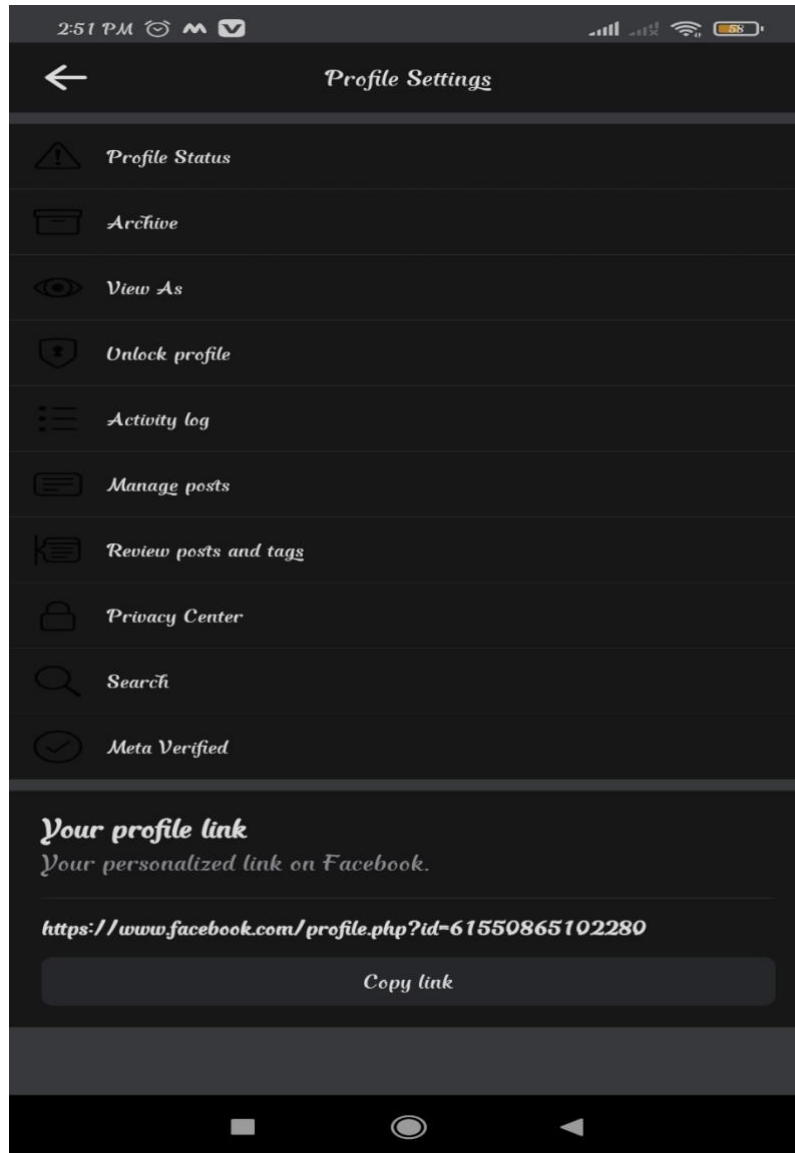 2:51 PM 58
Profile Settings
Profile Status
Archive
View As
Unlock profile
Activity log
Manage posts
Review posts and tags
Privacy Center
Search
Meta Verified
Your profile link
Your personalized link on Facebook.
https://www.facebook.com/profile.php?id=61550865102280
Copy link